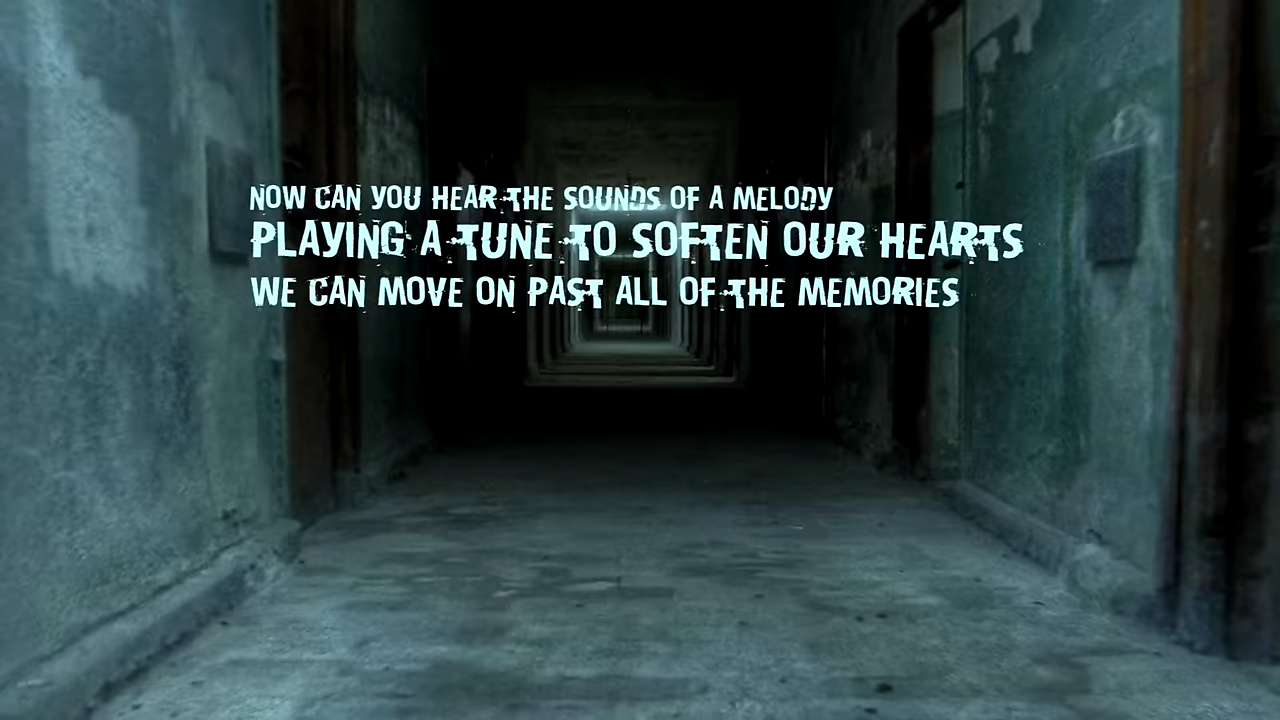 NOW CAN YOU HEAR THE SOUNDS OF A MELODY
PLAYING A TUNE TO SOFTEN OUR HEARTS
WE CAN MOVE ON PAST ALL OF THE MEMORIES